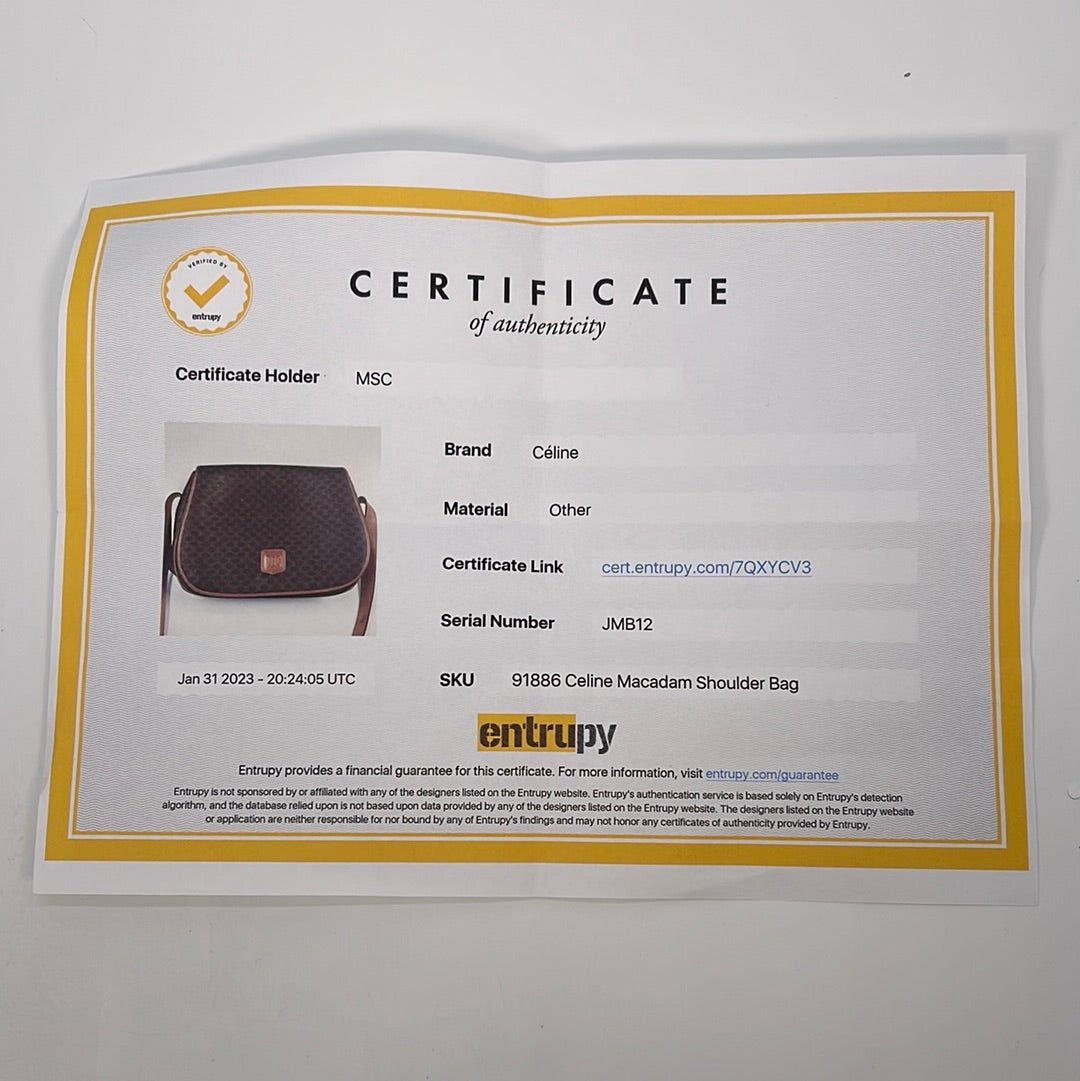 VERIFIED BY
entrupy
CERTIFICATE
of authenticity
Certificate Holder MSC
Brand Céline
Material Other
Certificate Link cert.entrupy.com/7QXYCV3
Serial Number JMB12
Jan 31 2023 - 20:24:05 UTC
SKU 91886 Celine Macadam Shoulder Bag
entrupy
Entrupy provides a financial guarantee for this certificate. For more information, visit entrupy.com/guarantee
Entrupy is not sponsored by or affiliated with any of the designers listed on the Entrupy website. Entrupy's authentication service is based solely on Entrupy's detection
algorithm, and the database relied upon is not based upon data provided by any of the designers listed on the Entrupy website. The designers listed on the Entrupy website
or application are neither responsible for nor bound by any of Entrupy's findings and may not honor any certificates of authenticity provided by Entrupy.